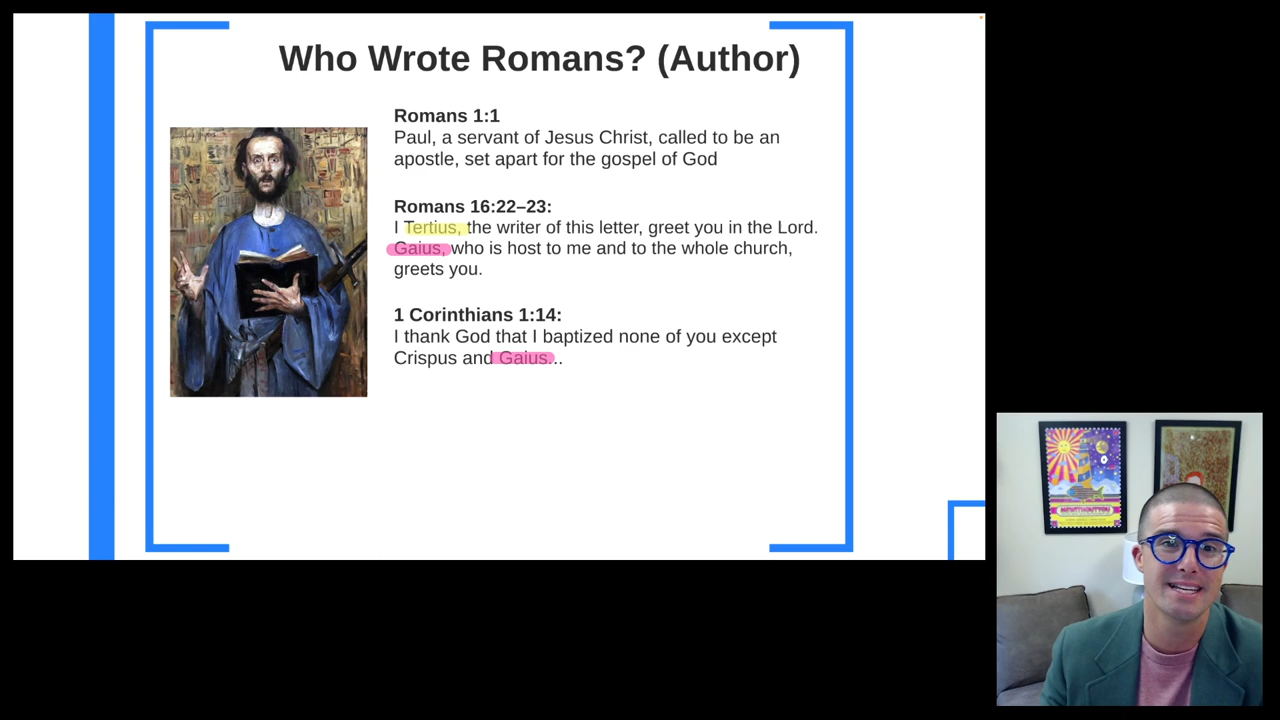 Who Wrote Romans? (Author)
Romans 1:1
Paul, a servant of Jesus Christ, called to be an
apostle, set apart for the gospel of God
Romans 16:22–23:
I Tertius, the writer of this letter, greet you in the Lord.
Gaius, who is host to me and to the whole church,
greets you.
1 Corinthians 1:14:
I thank God that I baptized none of you except
Crispus and Gaius...